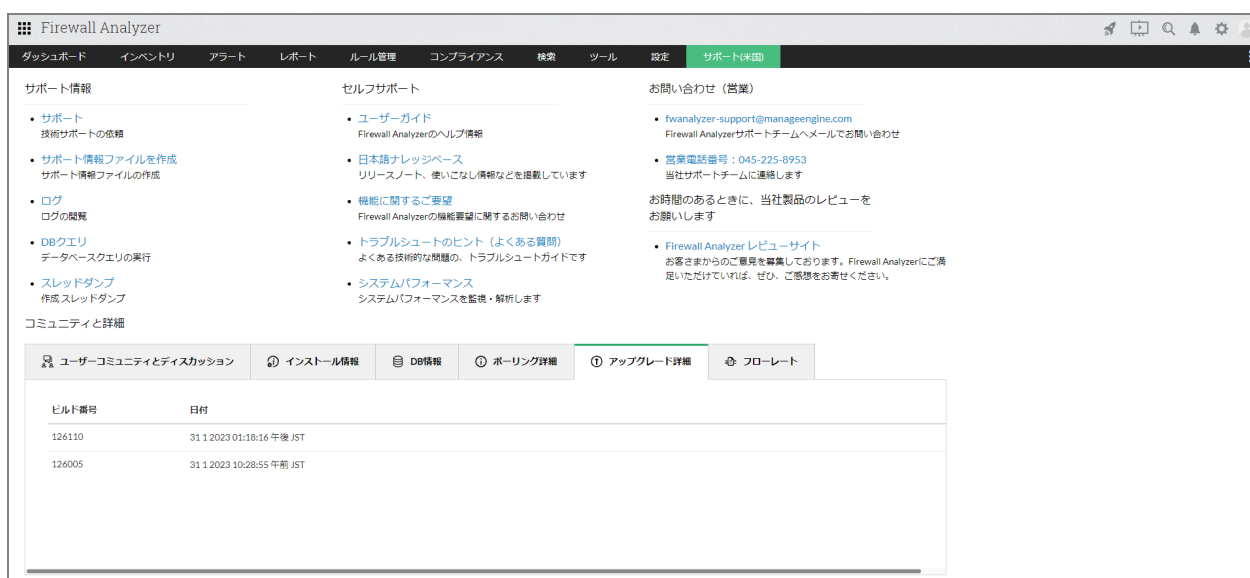 Firewall Analyzer
ダッシュボード インベントリ アラート レポート ルール管理 コンプライアンス 検索 ツール 設定 サポート(米国)
サポート情報
• サポート
技術サポートの依頼
• サポート情報ファイルを作成
サポート情報ファイルの作成
• ログ
ログの閲覧
• DBクエリ
データベースクエリの実行
• スレッドダンプ
作成 スレッドダンプ
セルフサポート
• ユーザーガイド
Firewall Analyzerのヘルプ情報
• 日本語ナレッジベース
リリースノート、使いこなし情報などを掲載しています
• 機能に関するご要望
Firewall Analyzerの機能要望に関するお問い合わせ
• トラブルシュートのヒント（よくある質問）
よくある技術的な問題の、トラブルシュートガイドです
• システムパフォーマンス
システムパフォーマンスを監視・解析します
お問い合わせ（営業）
• fwanalyzer-support@manageengine.com
Firewall Analyzerサポートチームへメールでお問い合わせ
• 営業電話番号：045-225-8953
当社サポートチームに連絡します
お時間のあるときに、当社製品のレビューを
お願いします
• Firewall Analyzer レビューサイト
お客さまからのご意見を募集しております。Firewall Analyzerにご満
足いただけていれば、ぜひ、ご感想をお寄せください。
コミュニティと詳細
ユーザーコミュニティとディスカッション インストール情報 DB情報 ポーリング詳細 アップグレード詳細 フローレート
ビルド番号 日付
126110 31 1 2023 01:18:16 午後 JST
126005 31 1 2023 10:28:55 午前 JST